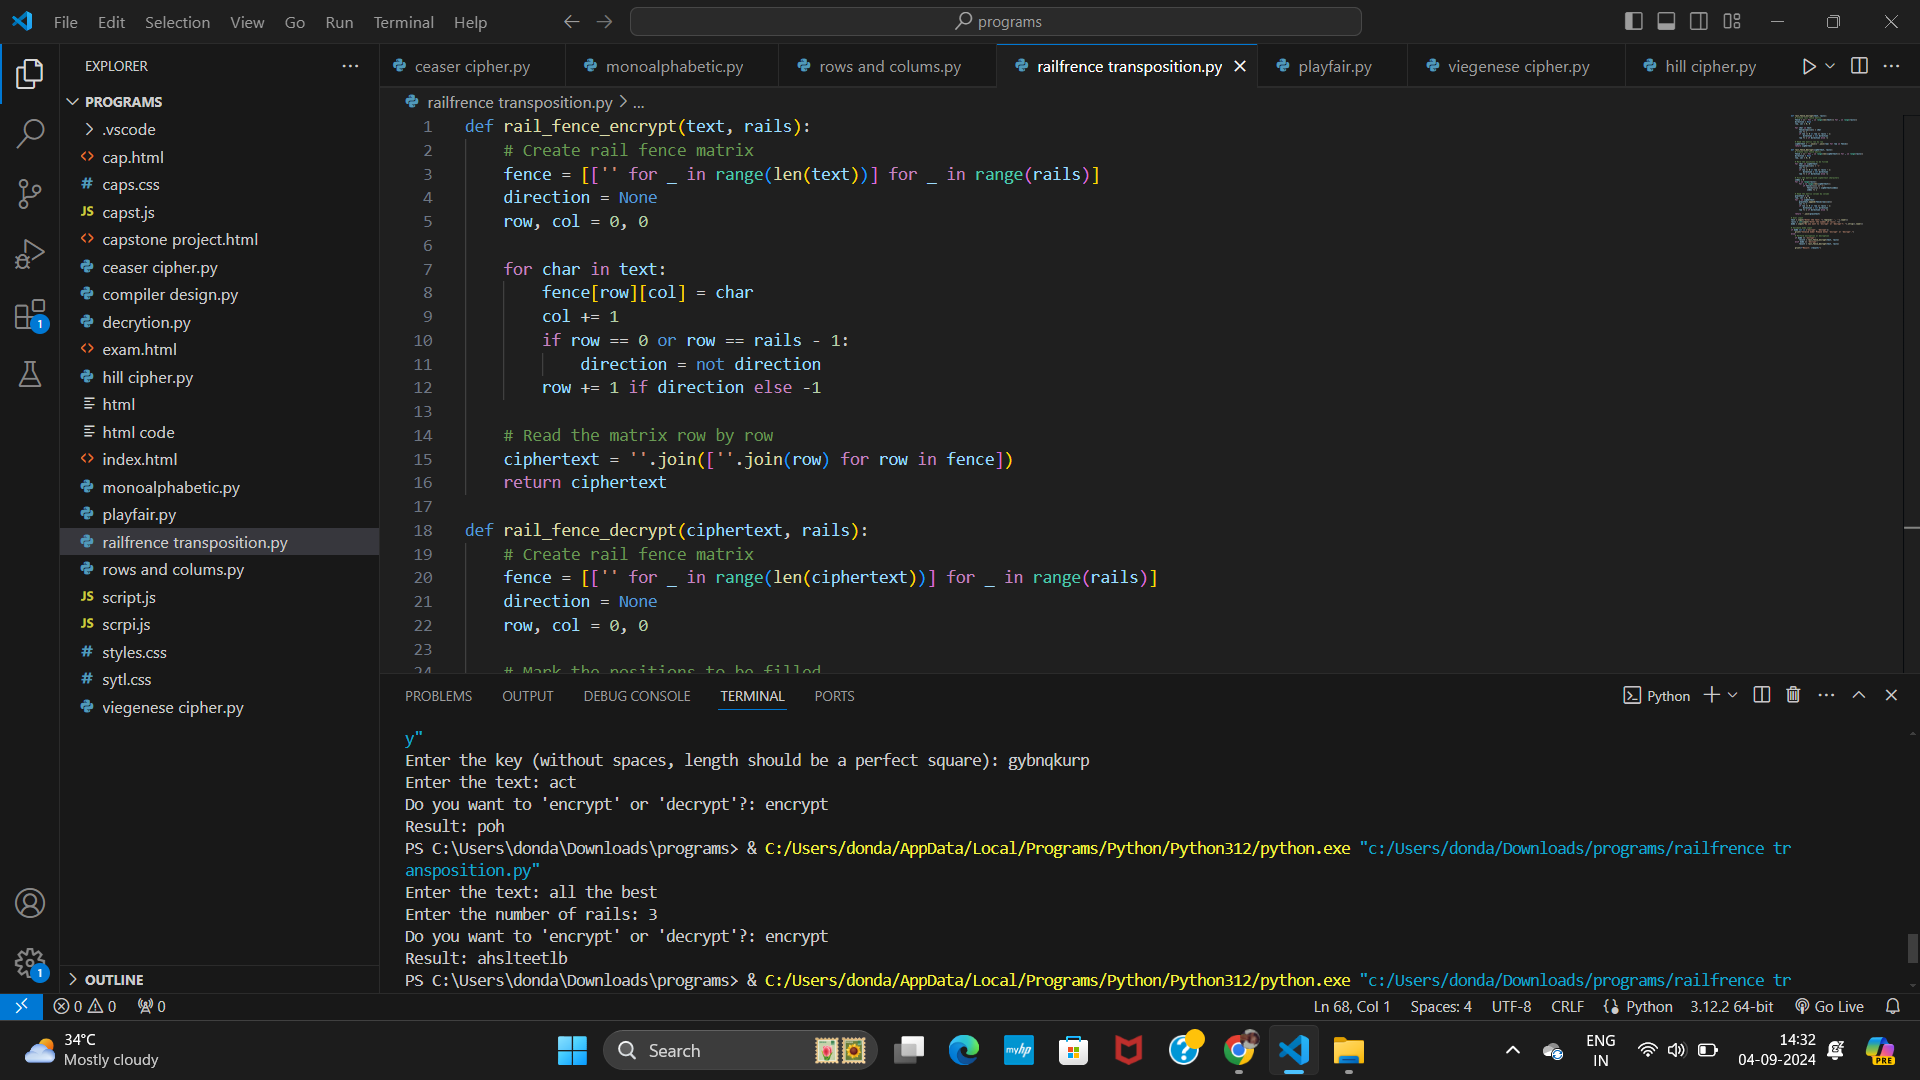 File Edit Selection View Go Run Terminal Help
programs
EXPLORER
PROGRAMS
.vscode
cap.html
caps.css
capst.js
capstone project.html
ceaser cipher.py
compiler design.py
decrytion.py
exam.html
hill cipher.py
html
html code
index.html
monoalphabetic.py
playfair.py
railfrence transposition.py
rows and colums.py
script.js
scrpi.js
styles.css
sytl.css
viegenese cipher.py
OUTLINE
ceaser cipher.py monoalphabetic.py rows and colums.py railfrence transposition.py playfair.py viegenese cipher.py hill cipher.py
railfrence transposition.py > ...
1 def rail_fence_encrypt(text, rails):
2 # Create rail fence matrix
3 fence = [['' for _ in range(len(text))] for _ in range(rails)]
4 direction = None
5 row, col = 0, 0
6
7 for char in text:
8 fence[row][col] = char
9 col += 1
10 if row == 0 or row == rails - 1:
11 direction = not direction
12 row += 1 if direction else -1
13
14 # Read the matrix row by row
15 ciphertext = ''.join([''.join(row) for row in fence])
16 return ciphertext
17
18 def rail_fence_decrypt(ciphertext, rails):
19 # Create rail fence matrix
20 fence = [['' for _ in range(len(ciphertext))] for _ in range(rails)]
21 direction = None
22 row, col = 0, 0
23
24 # Mark the positions to be filled
PROBLEMS OUTPUT DEBUG CONSOLE TERMINAL PORTS
Python
y"
Enter the key (without spaces, length should be a perfect square): gybnqkurp
Enter the text: act
Do you want to 'encrypt' or 'decrypt'?: encrypt
Result: poh
PS C:\Users\donda\Downloads\programs> & C:/Users/donda/AppData/Local/Programs/Python/Python312/python.exe "c:/Users/donda/Downloads/programs/railfrence tr
ansposition.py"
Enter the text: all the best
Enter the number of rails: 3
Do you want to 'encrypt' or 'decrypt'?: encrypt
Result: ahslteetlb
PS C:\Users\donda\Downloads\programs> & C:/Users/donda/AppData/Local/Programs/Python/Python312/python.exe "c:/Users/donda/Downloads/programs/railfrence tr
0 0 0 Ln 68, Col 1 Spaces: 4 UTF-8 CRLF Python 3.12.2 64-bit Go Live
34°C
Mostly cloudy
Search
myhp
ENG
IN
14:32
04-09-2024
PRE